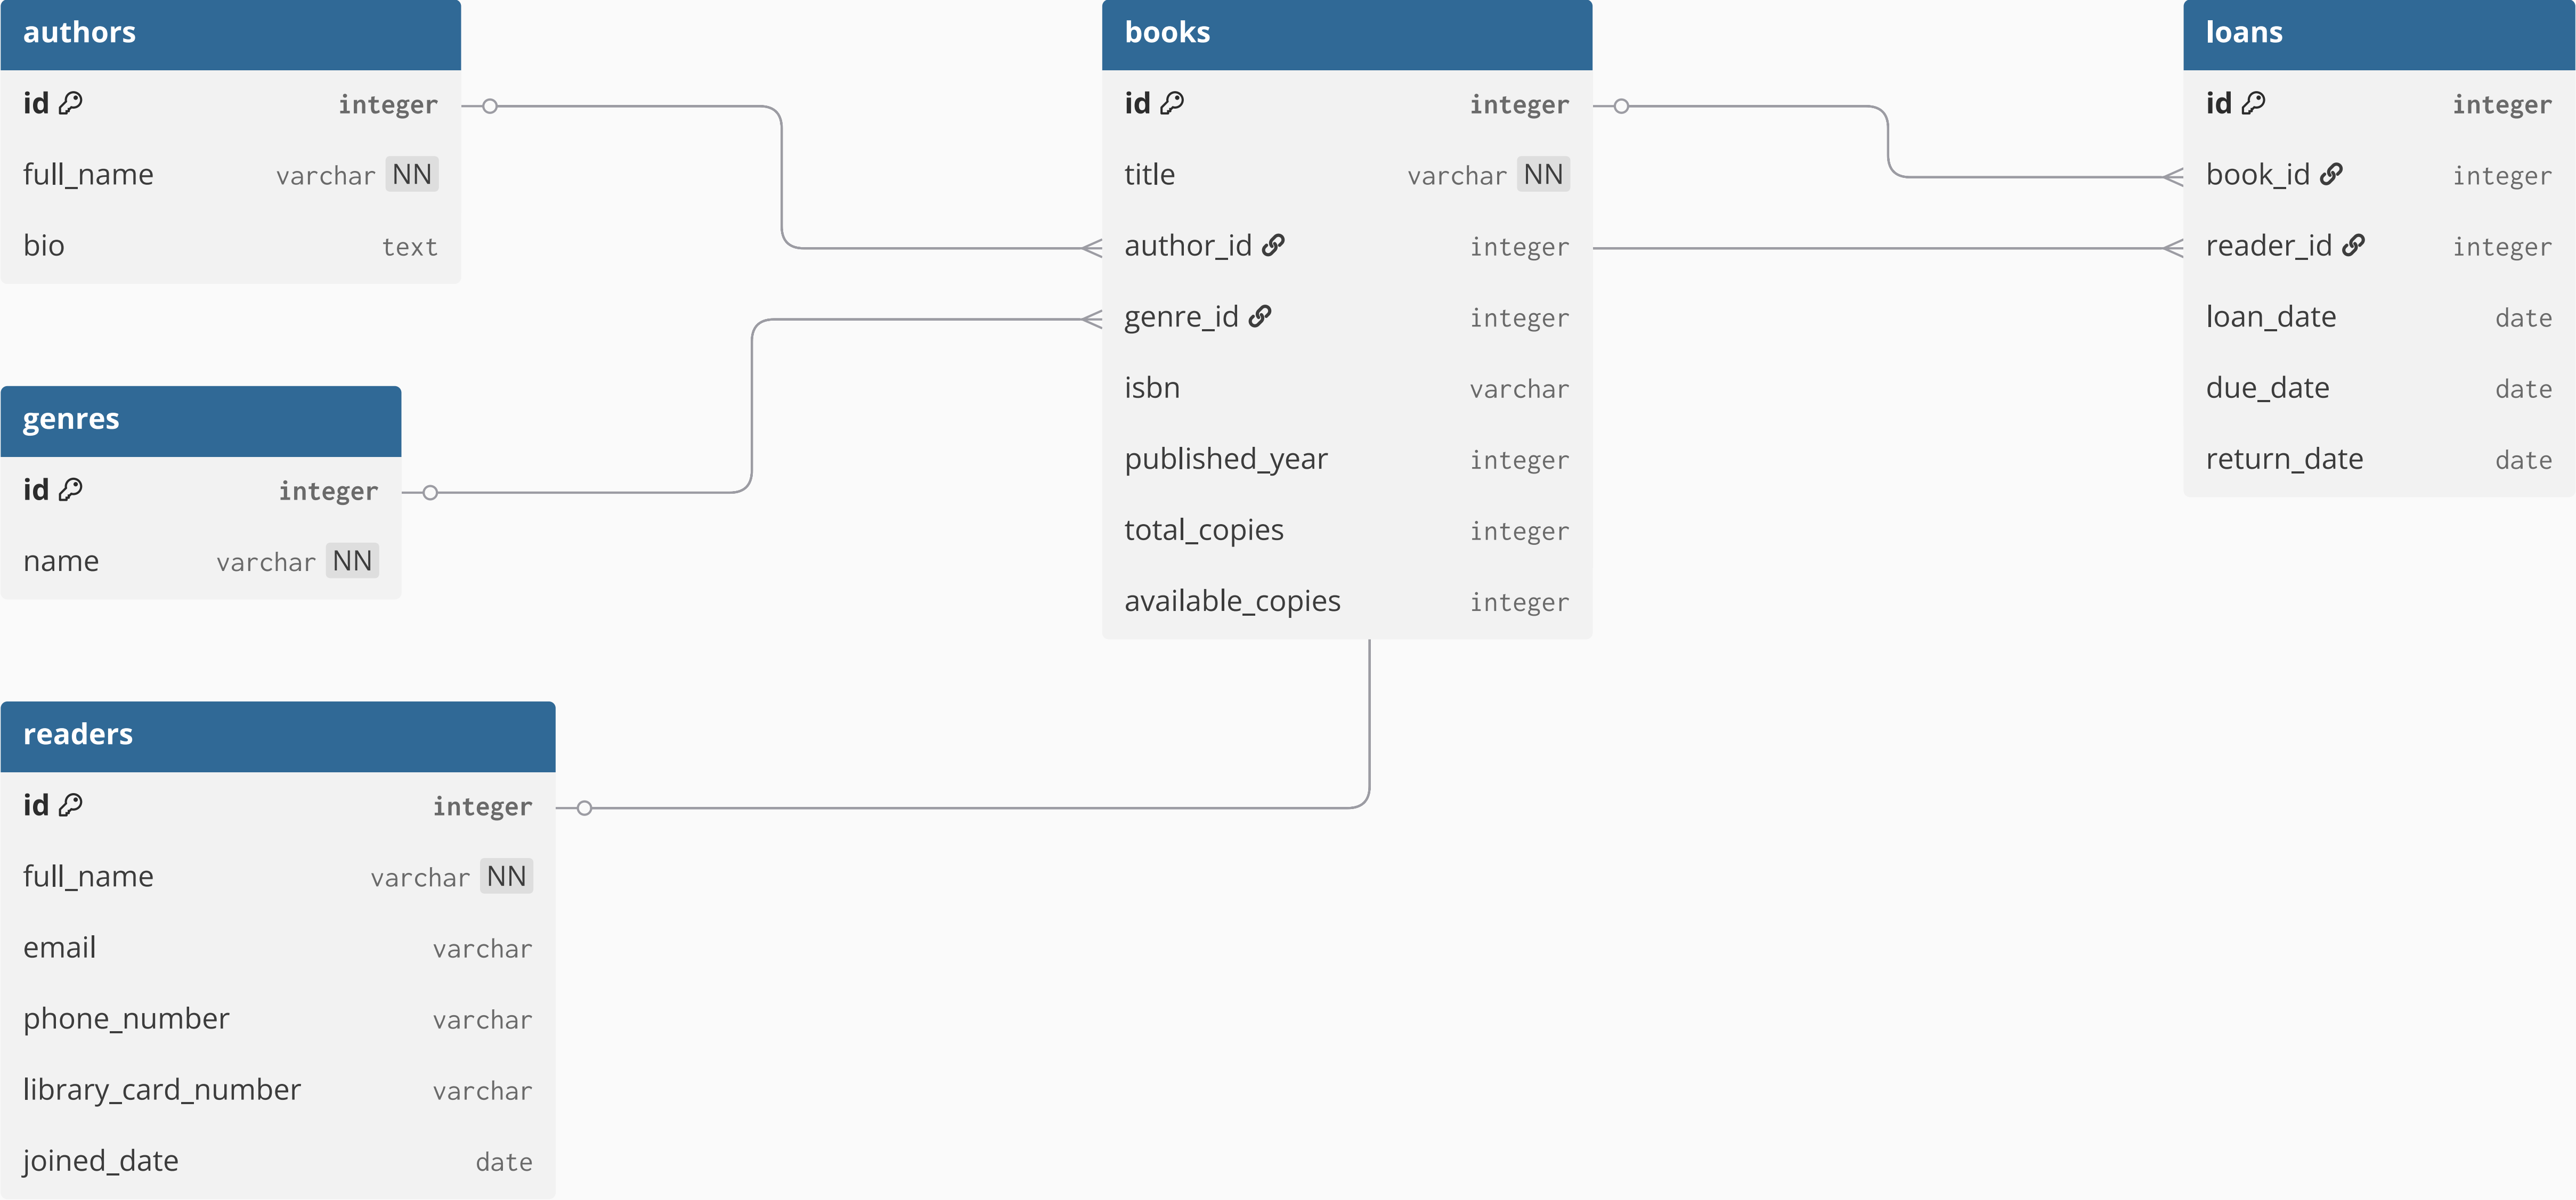 authors
id integer
full_name varchar NN
bio text
genres
id integer
name varchar NN
readers
id integer
full_name varchar NN
email varchar
phone_number varchar
library_card_number varchar
joined_date date
books
id integer
title varchar NN
author_id integer
genre_id integer
isbn varchar
published_year integer
total_copies integer
available_copies integer
loans
id integer
book_id integer
reader_id integer
loan_date date
due_date date
return_date date